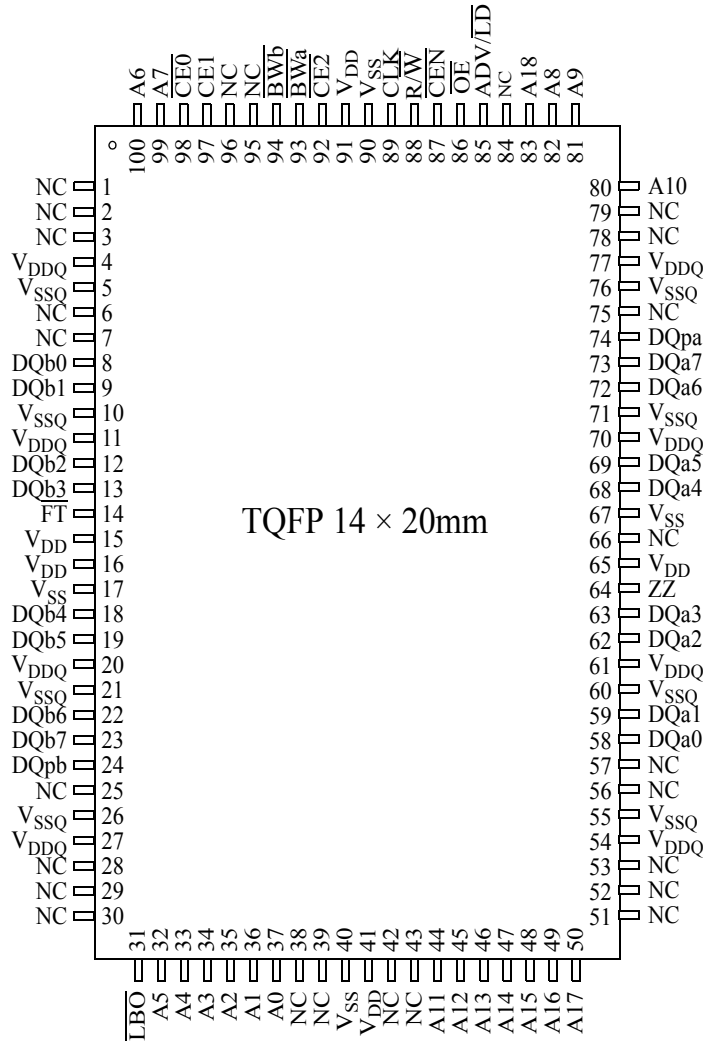 A6 A7 C̅E̅0̅ CE1 NC NC B̅W̅b̅ B̅W̅a̅ C̅E̅2̅ VDD VSS CLK R/W̅ C̅E̅N̅ O̅E̅ ADV/L̅D̅ NC A18 A8 A9
100 99 98 97 96 95 94 93 92 91 90 89 88 87 86 85 84 83 82 81
NC 1 80 A10
NC 2 79 NC
NC 3 78 NC
VDDQ 4 77 VDDQ
VSSQ 5 76 VSSQ
NC 6 75 NC
NC 7 74 DQpa
DQb0 8 73 DQa7
DQb1 9 72 DQa6
VSSQ 10 71 VSSQ
VDDQ 11 70 VDDQ
DQb2 12 69 DQa5
DQb3 13 68 DQa4
F̅T̅ 14 67 VSS
TQFP 14 × 20mm
VDD 15 66 NC
VDD 16 65 VDD
VSS 17 64 ZZ
DQb4 18 63 DQa3
DQb5 19 62 DQa2
VDDQ 20 61 VDDQ
VSSQ 21 60 VSSQ
DQb6 22 59 DQa1
DQb7 23 58 DQa0
DQpb 24 57 NC
NC 25 56 NC
VSSQ 26 55 VSSQ
VDDQ 27 54 VDDQ
NC 28 53 NC
NC 29 52 NC
NC 30 51 NC
31 32 33 34 35 36 37 38 39 40 41 42 43 44 45 46 47 48 49 50
L̅B̅O̅ A5 A4 A3 A2 A1 A0 NC NC VSS VDD NC NC A11 A12 A13 A14 A15 A16 A17